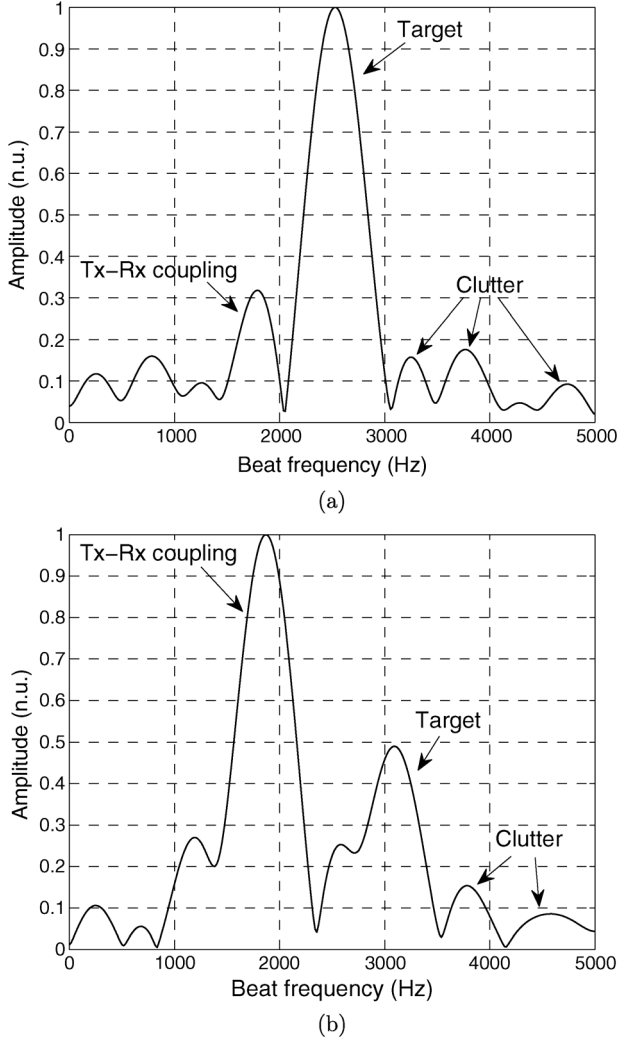 1
0.9
0.8
0.7
0.6
0.5
0.4
0.3
0.2
0.1
0
Amplitude (n.u.)
Target
Tx−Rx coupling
Clutter
0 1000 2000 3000 4000 5000
Beat frequency (Hz)
(a)
1
0.9
0.8
0.7
0.6
0.5
0.4
0.3
0.2
0.1
0
Amplitude (n.u.)
Tx−Rx coupling
Target
Clutter
0 1000 2000 3000 4000 5000
Beat frequency (Hz)
(b)